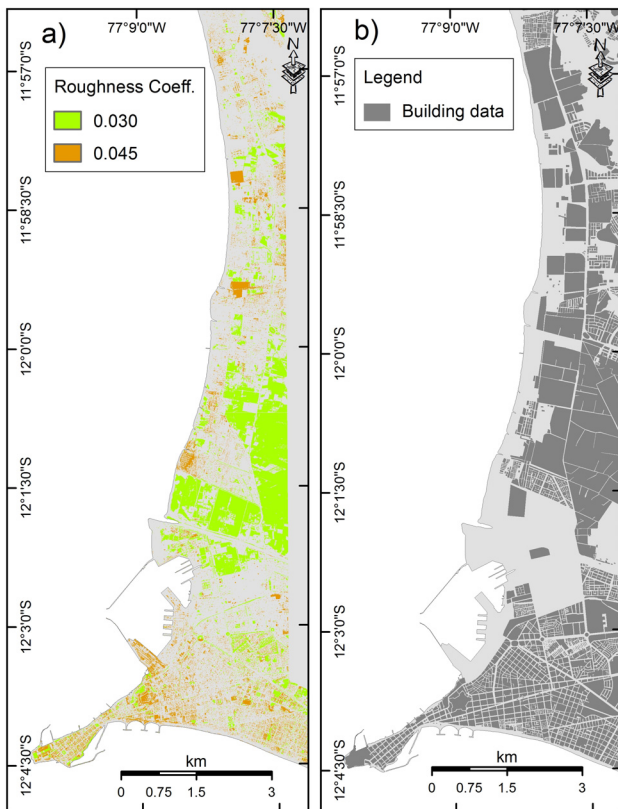 77°9'0"W
77°7'30"W
a)
N
Roughness Coeff.
0.030
0.045
11°57'0"S
11°58'30"S
12°0'0"S
12°1'30"S
12°3'0"S
12°4'30"S
km
0 0.75 1.5 3
77°9'0"W
77°7'30"W
b)
N
Legend
Building data
11°57'0"S
11°58'30"S
12°0'0"S
12°1'30"S
12°3'0"S
12°4'30"S
km
0 0.75 1.5 3